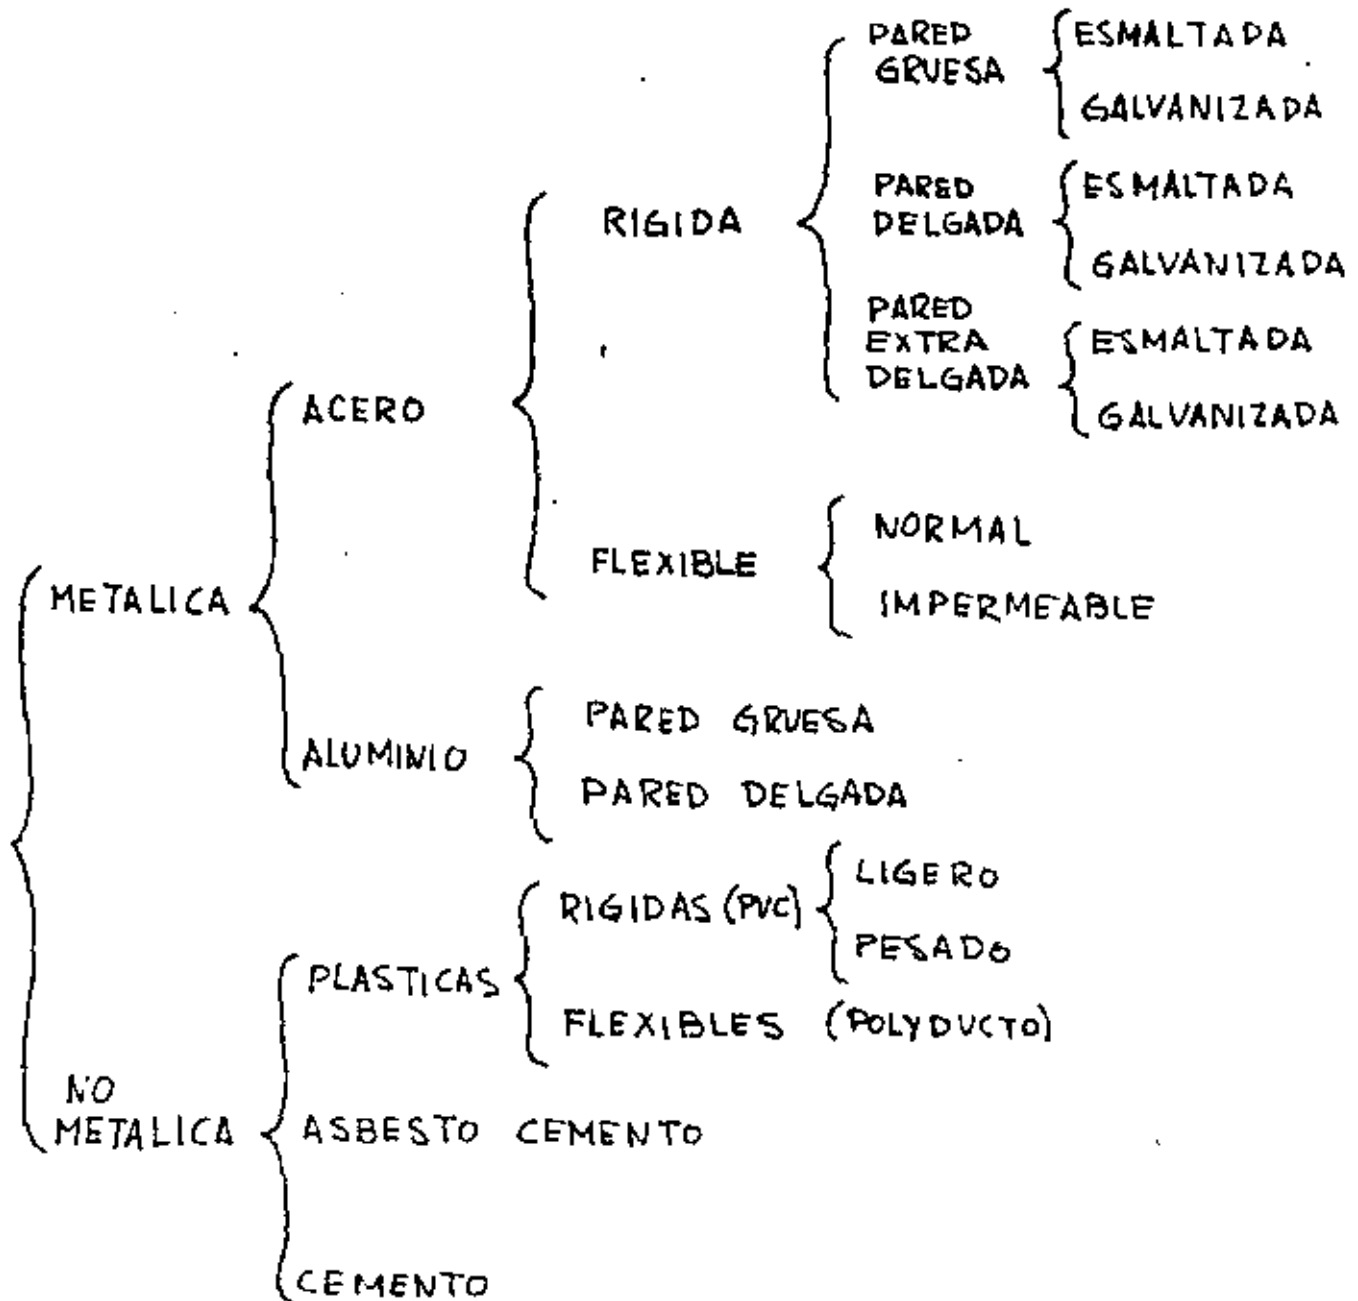 PARED
GRUESA
ESMALTADA
GALVANIZADA
RIGIDA
PARED
DELGADA
ESMALTADA
GALVANIZADA
PARED
EXTRA
DELGADA
ESMALTADA
GALVANIZADA
ACERO
FLEXIBLE
NORMAL
IMPERMEABLE
METALICA
ALUMINIO
PARED GRUESA
PARED DELGADA
RIGIDAS (PVC)
LIGERO
PESADO
PLASTICAS
FLEXIBLES (POLYDUCTO)
NO
METALICA
ASBESTO CEMENTO
CEMENTO